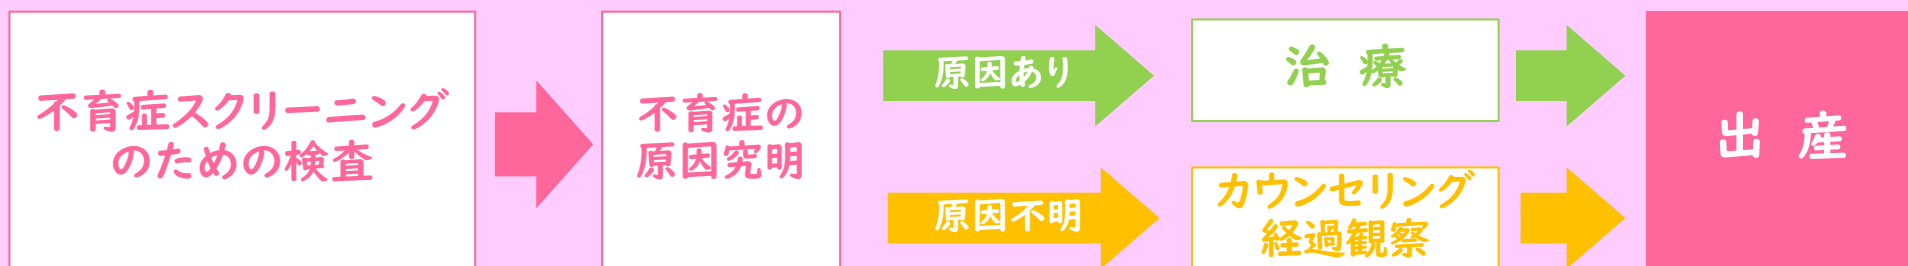 不育症スクリーニング
のための検査
不育症の
原因究明
原因あり
治 療
原因不明
カウンセリング
経過観察
出 産